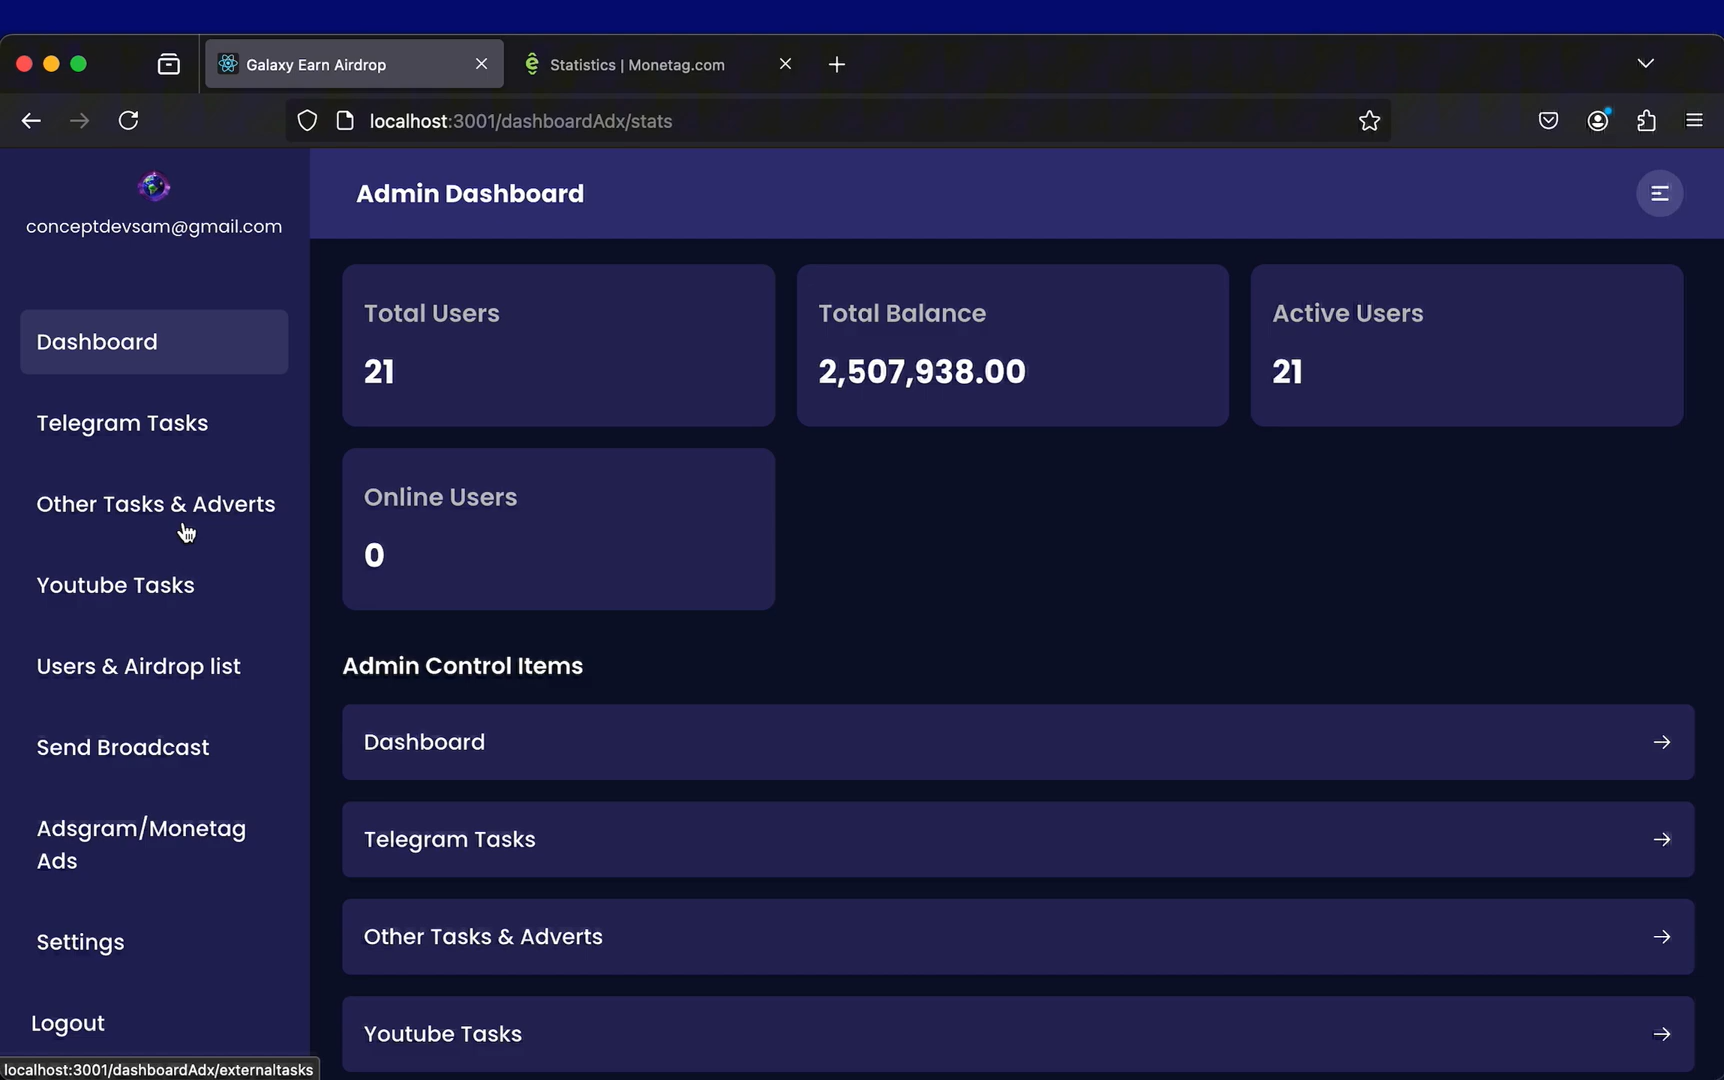 Galaxy Earn Airdrop
Statistics | Monetag.com
localhost:3001/dashboardAdx/stats
conceptdevsam@gmail.com
Dashboard
Telegram Tasks
Other Tasks & Adverts
Youtube Tasks
Users & Airdrop list
Send Broadcast
Adsgram/Monetag
Ads
Settings
Logout
localhost:3001/dashboardAdx/externaltasks
Admin Dashboard
Total Users
21
Total Balance
2,507,938.00
Active Users
21
Online Users
0
Admin Control Items
Dashboard
Telegram Tasks
Other Tasks & Adverts
Youtube Tasks